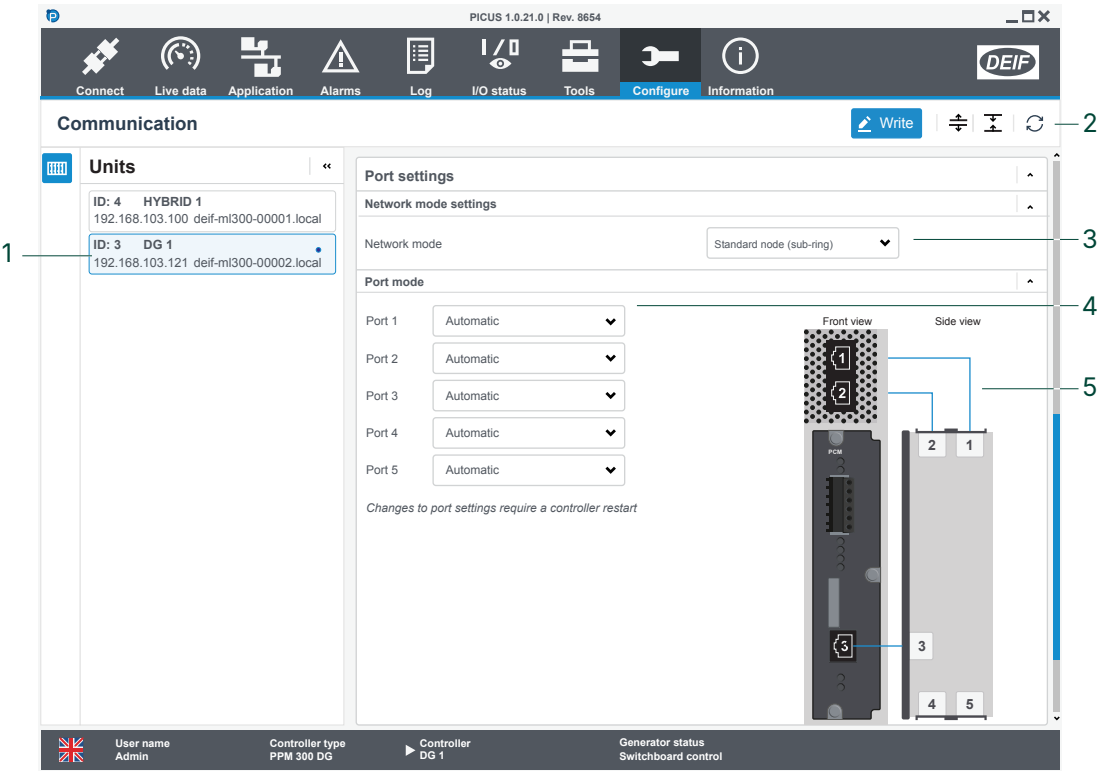 PICUS 1.0.21.0 | Rev. 8654
Connect
Live data
Application
Alarms
Log
I/O status
Tools
Configure
Information
DEIF
Communication
Write
2
Units
ID: 4 HYBRID 1
192.168.103.100 deif-ml300-00001.local
ID: 3 DG 1
192.168.103.121 deif-ml300-00002.local
1
Port settings
Network mode settings
Network mode
Standard node (sub-ring)
3
Port mode
4
Port 1 Automatic
Port 2 Automatic
Port 3 Automatic
Port 4 Automatic
Port 5 Automatic
Changes to port settings require a controller restart
Front view
Side view
1
2
5
2 1
PCM
3
3
4 5
User name
Admin
Controller type
PPM 300 DG
Controller
DG 1
Generator status
Switchboard control